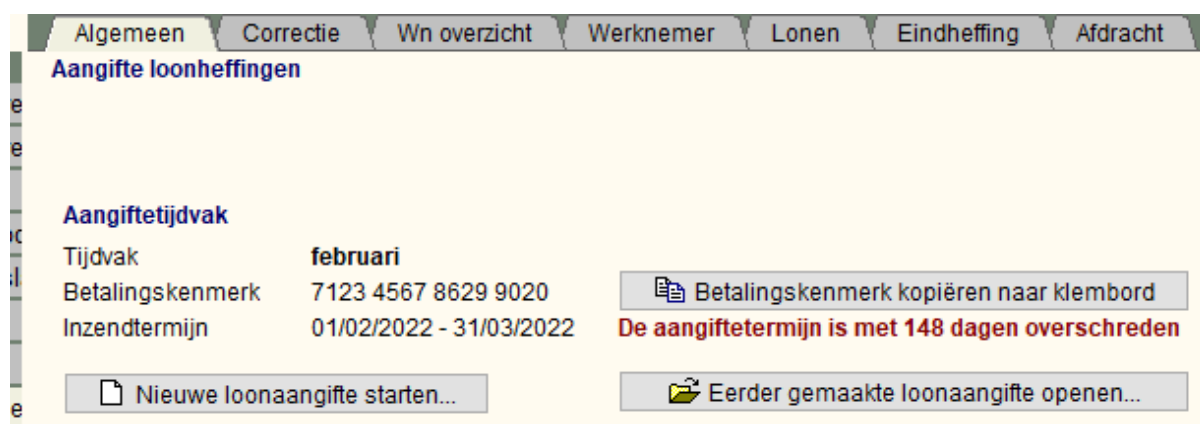 Algemeen Correctie Wn overzicht Werknemer Lonen Eindheffing Afdracht
Aangifte loonheffingen
Aangiftetijdvak
Tijdvak februari
Betalingskenmerk 7123 4567 8629 9020 Betalingskenmerk kopiëren naar klembord
Inzendtermijn 01/02/2022 - 31/03/2022 De aangiftetermijn is met 148 dagen overschreden
Nieuwe loonaangifte starten... Eerder gemaakte loonaangifte openen...